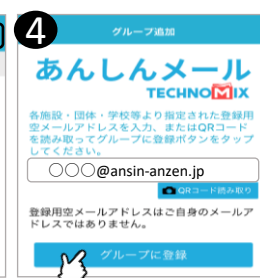 4
グループ追加
あんしんメール
TECHNOMIX
各施設・団体・学校等より指定された登録用
空メールアドレスを入力、またはQRコード
を読み取ってグループに登録ボタンをタップ
してください。
○○○@ansin-anzen.jp
QRコード読み取り
登録用空メールアドレスはご自身のメールア
ドレスではありません。
グループに登録